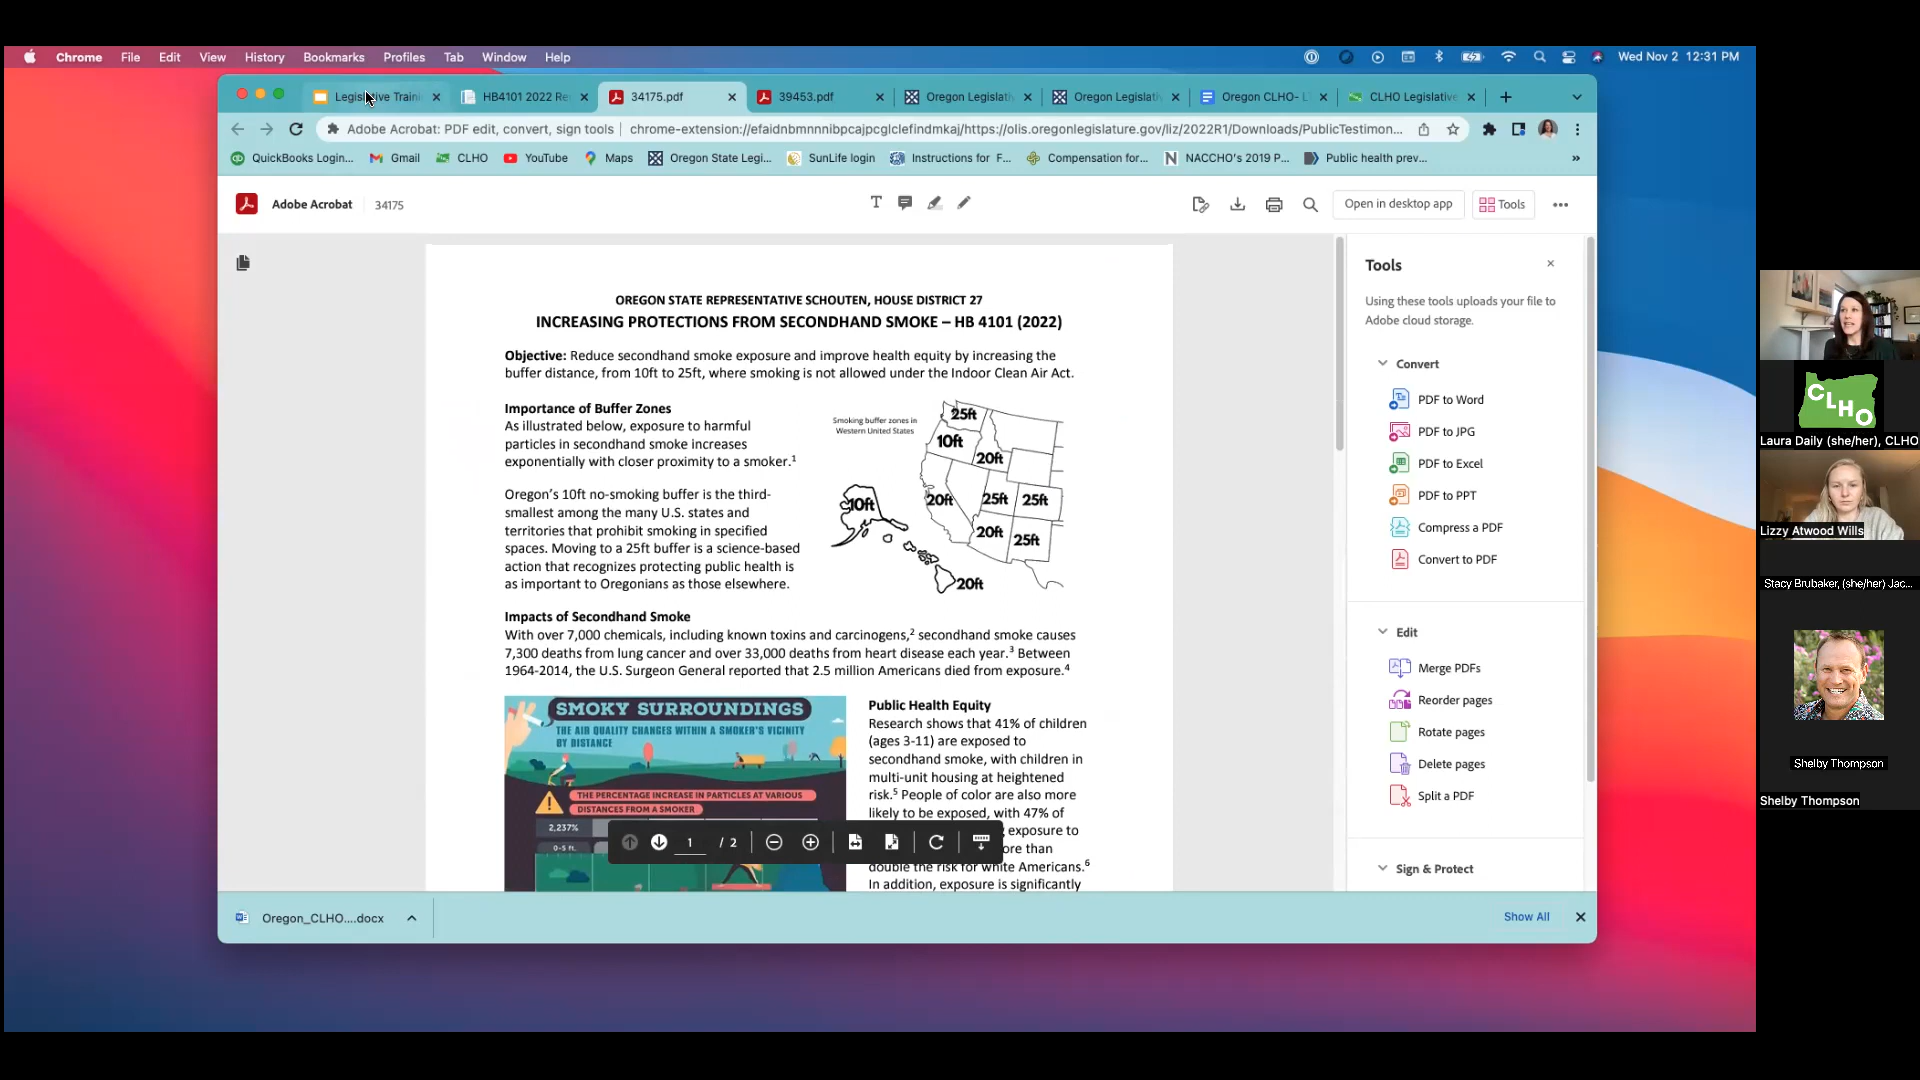 Chrome File Edit View History Bookmarks Profiles Tab Window Help Wed Nov 2 12:31 PM
Legislative Traini HB4101 2022 Re 34175.pdf 39453.pdf Oregon Legislati Oregon Legislati Oregon CLHO- L CLHO Legislative
Adobe Acrobat: PDF edit, convert, sign tools chrome-extension://efaidnbmnnnibpcajpcglclefindmkaj/https://olis.oregonlegislature.gov/liz/2022R1/Downloads/PublicTestimon...
QuickBooks Login... Gmail CLHO YouTube Maps Oregon State Legi... SunLife login Instructions for F... Compensation for... NACCHO's 2019 P... Public health prev... »
Adobe Acrobat 34175 Open in desktop app Tools
OREGON STATE REPRESENTATIVE SCHOUTEN, HOUSE DISTRICT 27
INCREASING PROTECTIONS FROM SECONDHAND SMOKE – HB 4101 (2022)
Objective: Reduce secondhand smoke exposure and improve health equity by increasing the
buffer distance, from 10ft to 25ft, where smoking is not allowed under the Indoor Clean Air Act.
Importance of Buffer Zones
As illustrated below, exposure to harmful
particles in secondhand smoke increases
exponentially with closer proximity to a smoker.1
Oregon's 10ft no-smoking buffer is the third-
smallest among the many U.S. states and
territories that prohibit smoking in specified
spaces. Moving to a 25ft buffer is a science-based
action that recognizes protecting public health is
as important to Oregonians as those elsewhere.
Smoking buffer zones in
Western United States
25ft
10ft
20ft
20ft 25ft 25ft
10ft
20ft
25ft
20ft
Impacts of Secondhand Smoke
With over 7,000 chemicals, including known toxins and carcinogens,2 secondhand smoke causes
7,300 deaths from lung cancer and over 33,000 deaths from heart disease each year.3 Between
1964-2014, the U.S. Surgeon General reported that 2.5 million Americans died from exposure.4
SMOKY SURROUNDINGS
THE AIR QUALITY CHANGES WITHIN A SMOKER'S VICINITY
BY DISTANCE
THE PERCENTAGE INCREASE IN PARTICLES AT VARIOUS
DISTANCES FROM A SMOKER
2,237%
0-5 ft.
Public Health Equity
Research shows that 41% of children
(ages 3-11) are exposed to
secondhand smoke, with children in
multi-unit housing at heightened
risk.5 People of color are also more
likely to be exposed, with 47% of
exposure to
ore than
double the risk for white Americans.6
In addition, exposure is significantly
1 / 2
Tools
Using these tools uploads your file to
Adobe cloud storage.
Convert
PDF to Word
PDF to JPG
PDF to Excel
PDF to PPT
Compress a PDF
Convert to PDF
Edit
Merge PDFs
Reorder pages
Rotate pages
Delete pages
Split a PDF
Sign & Protect
Oregon_CLHO....docx Show All
CLHO
Laura Daily (she/her), CLHO
Lizzy Atwood Wills
Stacy Brubaker, (she/her) Jac...
Shelby Thompson
Shelby Thompson